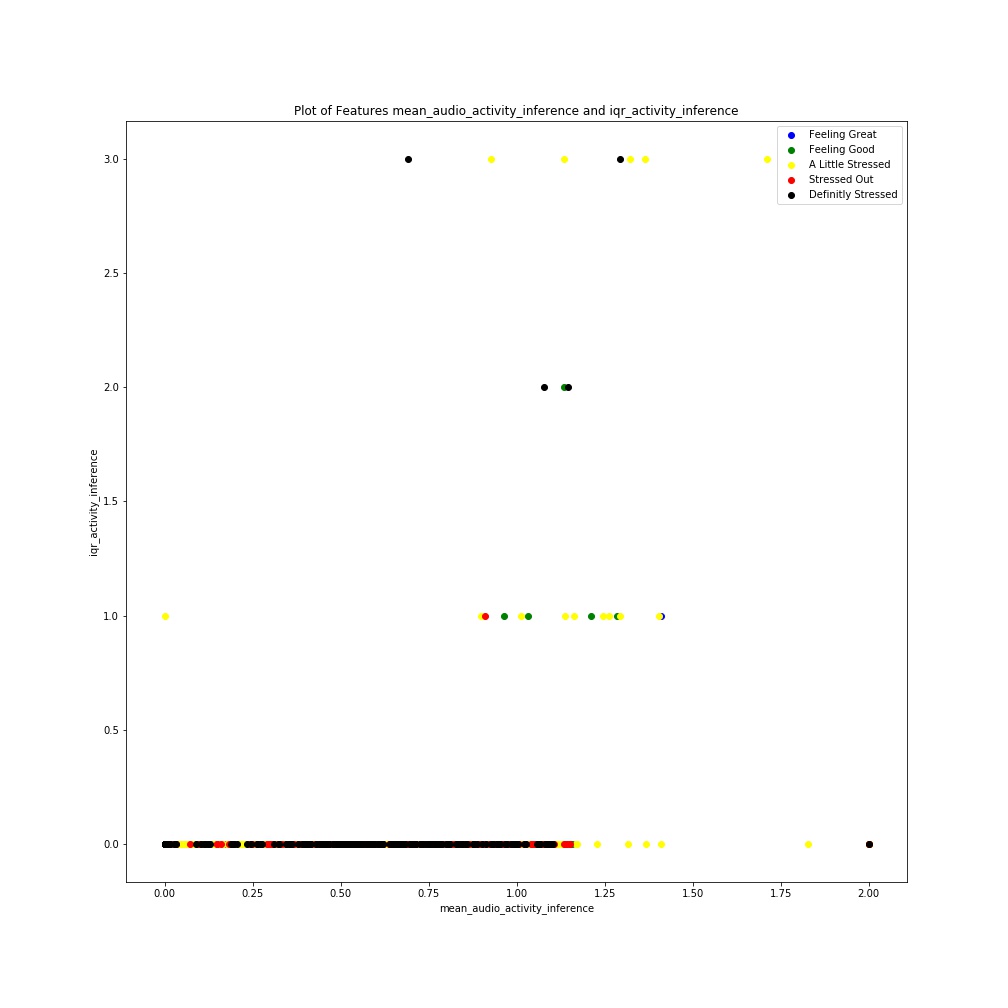 Plot of Features mean_audio_activity_inference and iqr_activity_inference
Feeling Great
Feeling Good
A Little Stressed
Stressed Out
Definitly Stressed
3.0
2.5
2.0
1.5
1.0
0.5
0.0
iqr_activity_inference
0.00 0.25 0.50 0.75 1.00 1.25 1.50 1.75 2.00
mean_audio_activity_inference